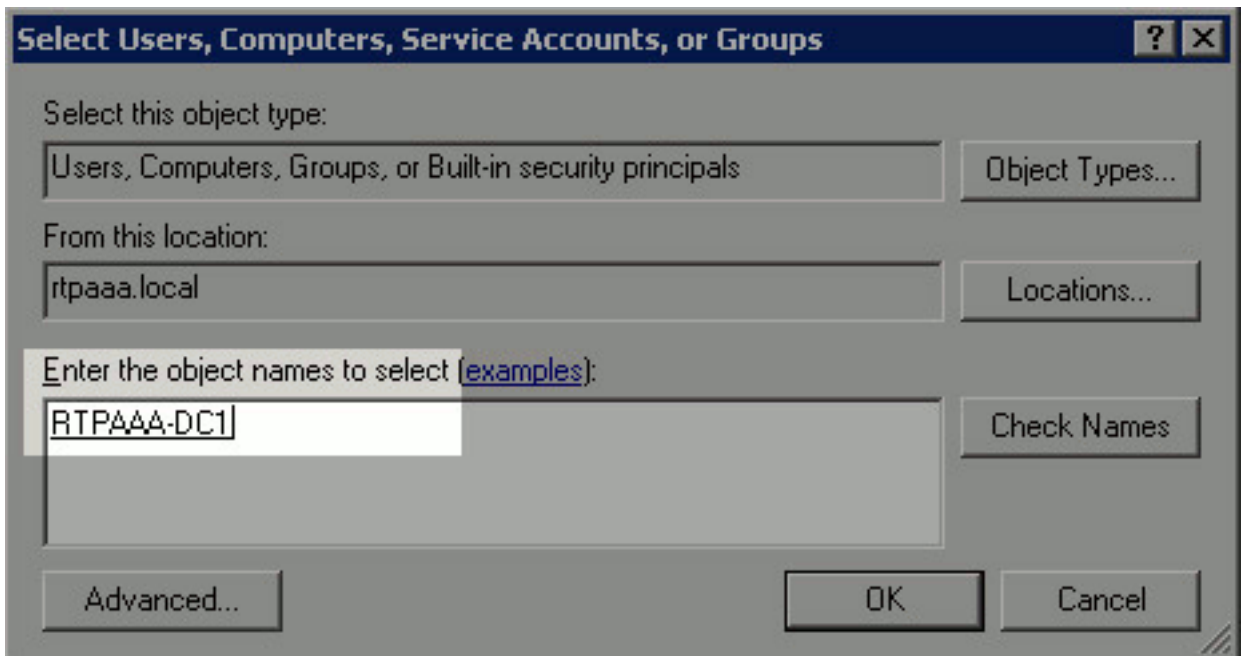 Select Users, Computers, Service Accounts, or Groups ? X
Select this object type:
Users, Computers, Groups, or Built-in security principals Object Types...
From this location:
rtpaaa.local Locations...
Enter the object names to select (examples):
RTPAAA-DC1 Check Names
Advanced... OK Cancel